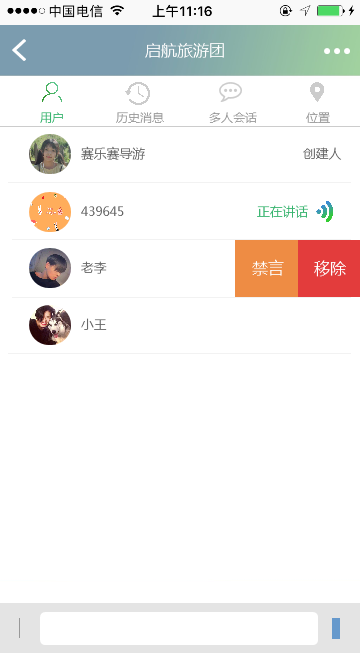 中国电信 上午11:16
启航旅游团
用户 历史消息 多人会话 位置
赛乐赛导游 创建人
439645 正在讲话
老李 禁言 移除
小王